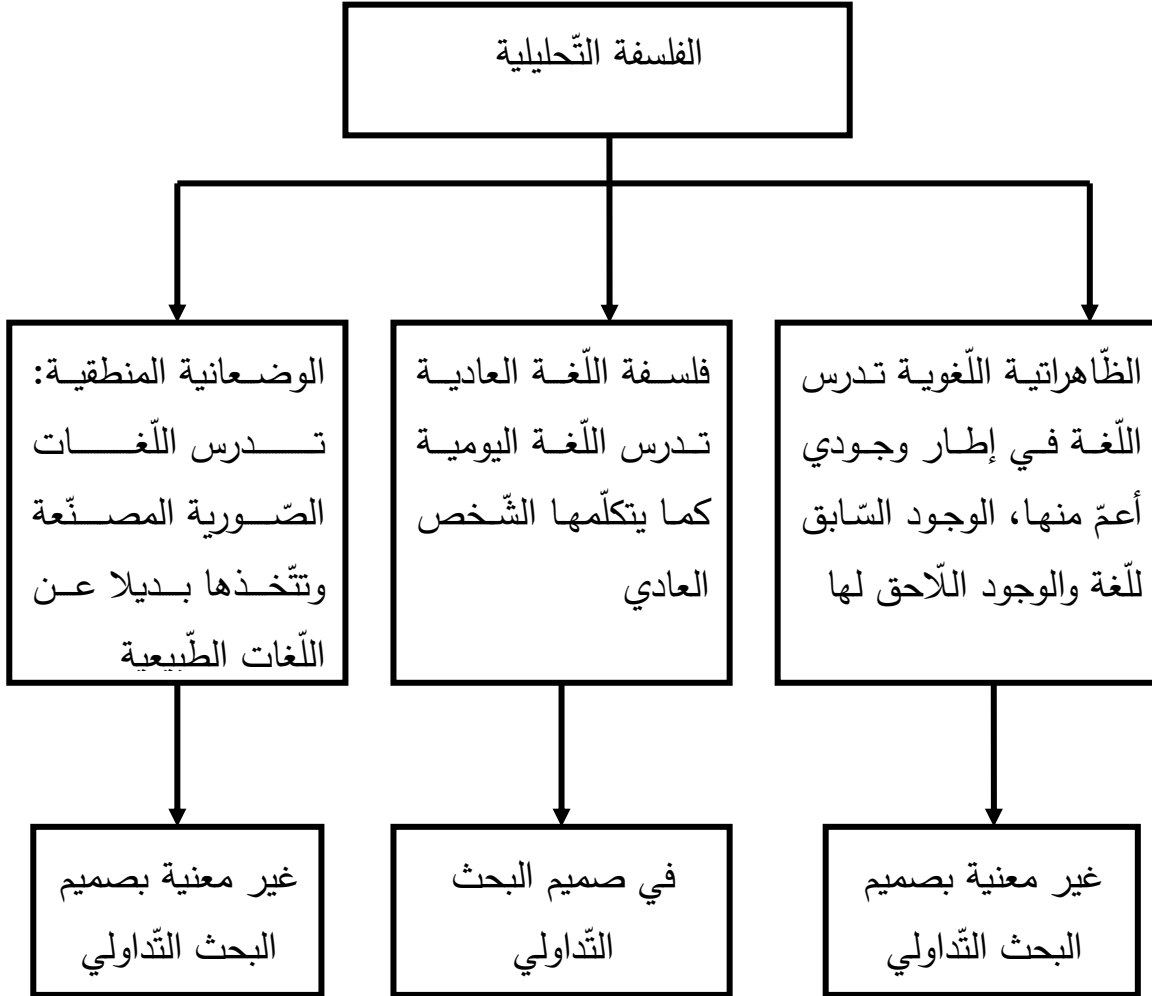 الفلسفة التّحليلية
الظّاهراتية اللّغوية تدرس
اللّغة في إطار وجودي
أعمّ منها، الوجود السّابق
للّغة والوجود اللّاحق لها
فلسفة اللّغة العادية
تدرس اللّغة اليومية
كما يتكلّمها الشّخص
العادي
الوضعانية المنطقية:
تدرس اللّغات
الصّورية المصنّعة
وتتّخذها بديلا عن
اللّغات الطّبيعية
غير معنية بصميم
البحث التّداولي
في صميم البحث
التّداولي
غير معنية بصميم
البحث التّداولي